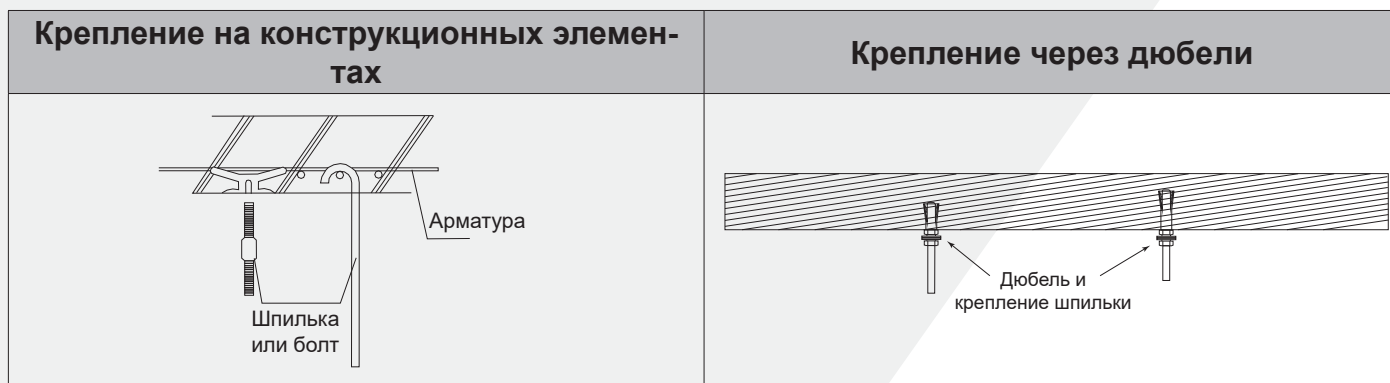 Крепление на конструкционных элемен-
тах
Крепление через дюбели
Арматура
Шпилька
или болт
Дюбель и
крепление шпильки